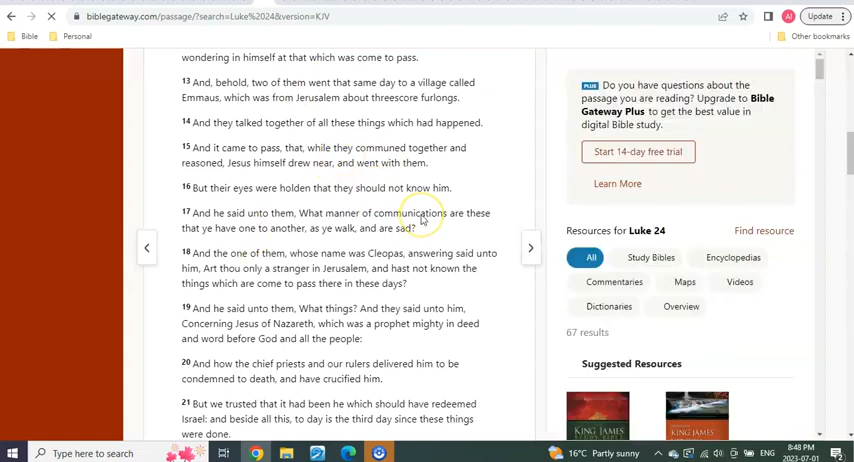 biblegateway.com/passage/?search=Luke%2024&version=KJV
AI
Update
Bible
Personal
Other bookmarks
wondering in himself at that which was come to pass.
13 And, behold, two of them went that same day to a village called
Emmaus, which was from Jerusalem about threescore furlongs.
14 And they talked together of all these things which had happened.
15 And it came to pass, that, while they communed together and
reasoned, Jesus himself drew near, and went with them.
16 But their eyes were holden that they should not know him.
17 And he said unto them, What manner of communications are these
that ye have one to another, as ye walk, and are sad?
18 And the one of them, whose name was Cleopas, answering said unto
him, Art thou only a stranger in Jerusalem, and hast not known the
things which are come to pass there in these days?
19 And he said unto them, What things? And they said unto him,
Concerning Jesus of Nazareth, which was a prophet mighty in deed
and word before God and all the people:
20 And how the chief priests and our rulers delivered him to be
condemned to death, and have crucified him.
21 But we trusted that it had been he which should have redeemed
Israel: and beside all this, to day is the third day since these things
were done.
PLUS Do you have questions about the
passage you are reading? Upgrade to Bible
Gateway Plus to get the best value in
digital Bible study.
Start 14-day free trial
Learn More
Resources for Luke 24
Find resource
All
Study Bibles
Encyclopedias
Commentaries
Maps
Videos
Dictionaries
Overview
67 results
Suggested Resources
KING JAMES
KING JAMES
Type here to search
16°C Partly sunny
ENG
8:48 PM
2023-07-01
2